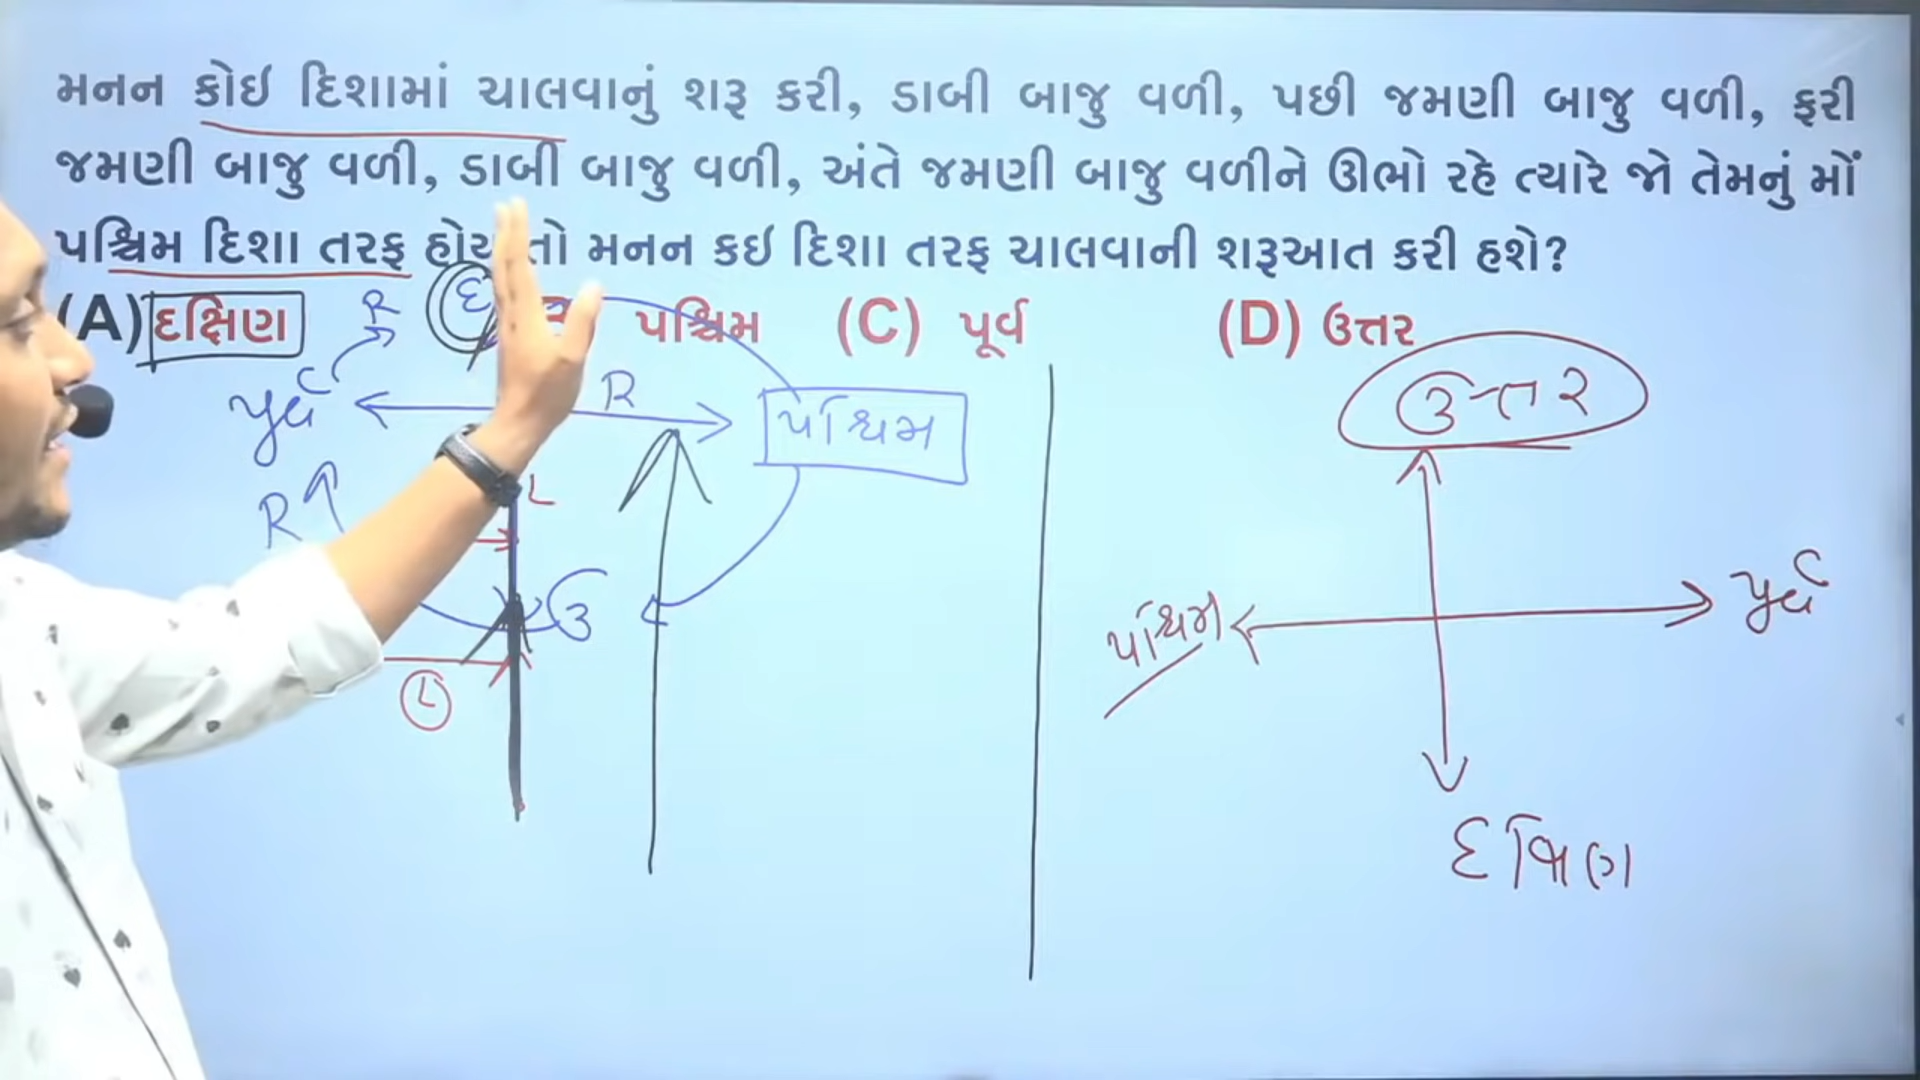 મનન કોઈ દિશામાં ચાલવાનું શરૂ કરી, ડાબી બાજુ વળી, પછી જમણી બાજુ વળી, ફરી
જમણી બાજુ વળી, ડાબી બાજુ વળી, અંતે જમણી બાજુ વળીને ઊભો રહે ત્યારે જો તેમનું મોં
પશ્ચિમ દિશા તરફ હોય તો મનન કઇ દિશા તરફ ચાલવાની શરૂઆત કરી હશે?
(A) દક્ષિણ પશ્ચિમ (C) પૂર્વ (D) ઉત્તર
R દ
પૂર્વ R પશ્ચિમ
R L
ઉ
L
ઉત્તર
પશ્ચિમ પૂર્વ
દક્ષિણ